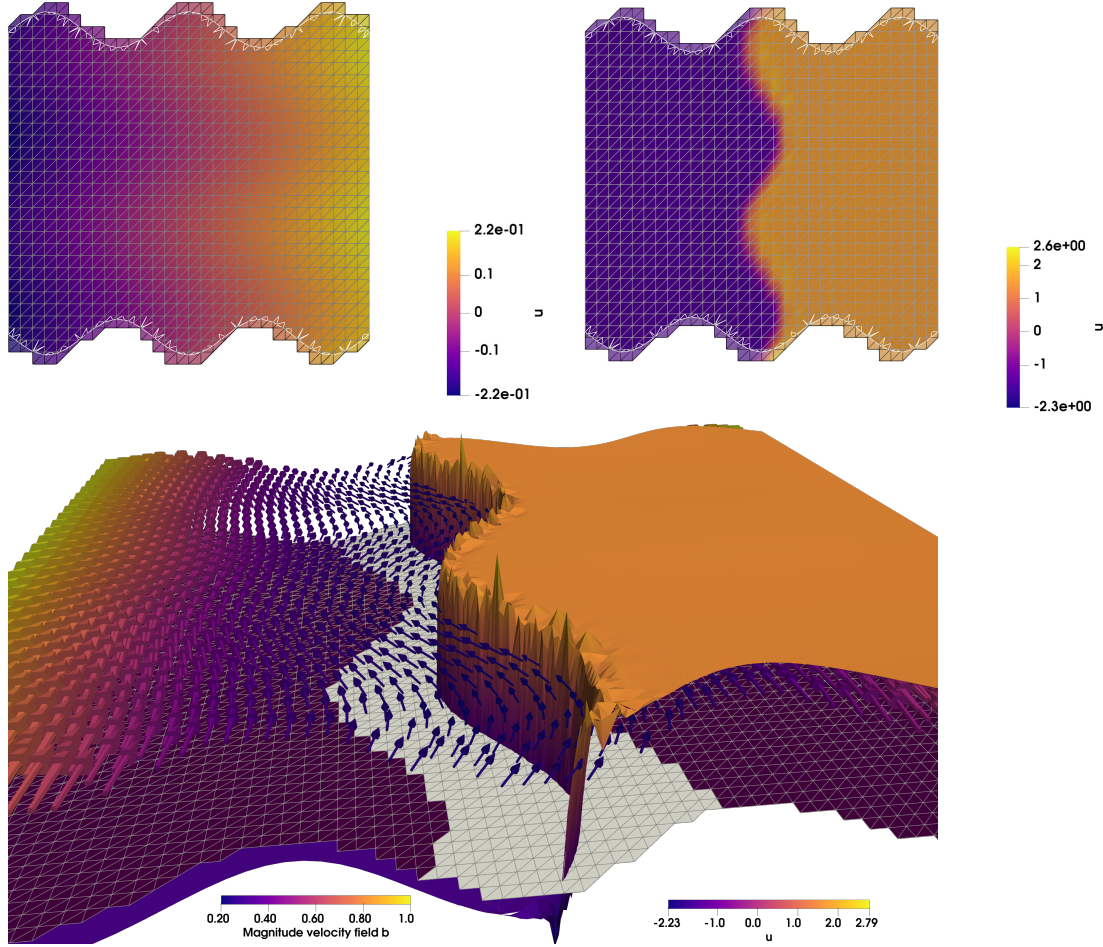 2.2e-01
0.1
0
-0.1
-2.2e-01
u
2.6e+00
2
1
0
-1
-2.3e+00
u
0.20 0.40 0.60 0.80 1.0
Magnitude velocity field b
-2.23 -1.0 0.0 1.0 2.79
u